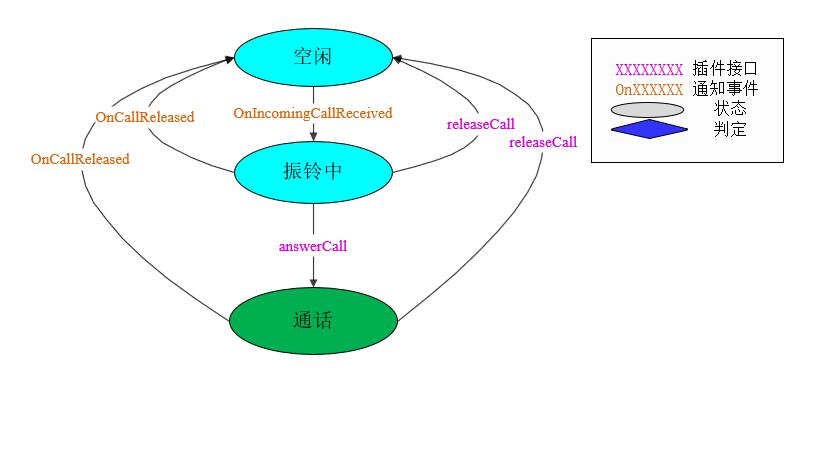 空闲
XXXXXXXX 插件接口
OnXXXXXX 通知事件
状态
判定
OnCallReleased
OnIncomingCallReceived
releaseCall
releaseCall
OnCallReleased
振铃中
answerCall
通话